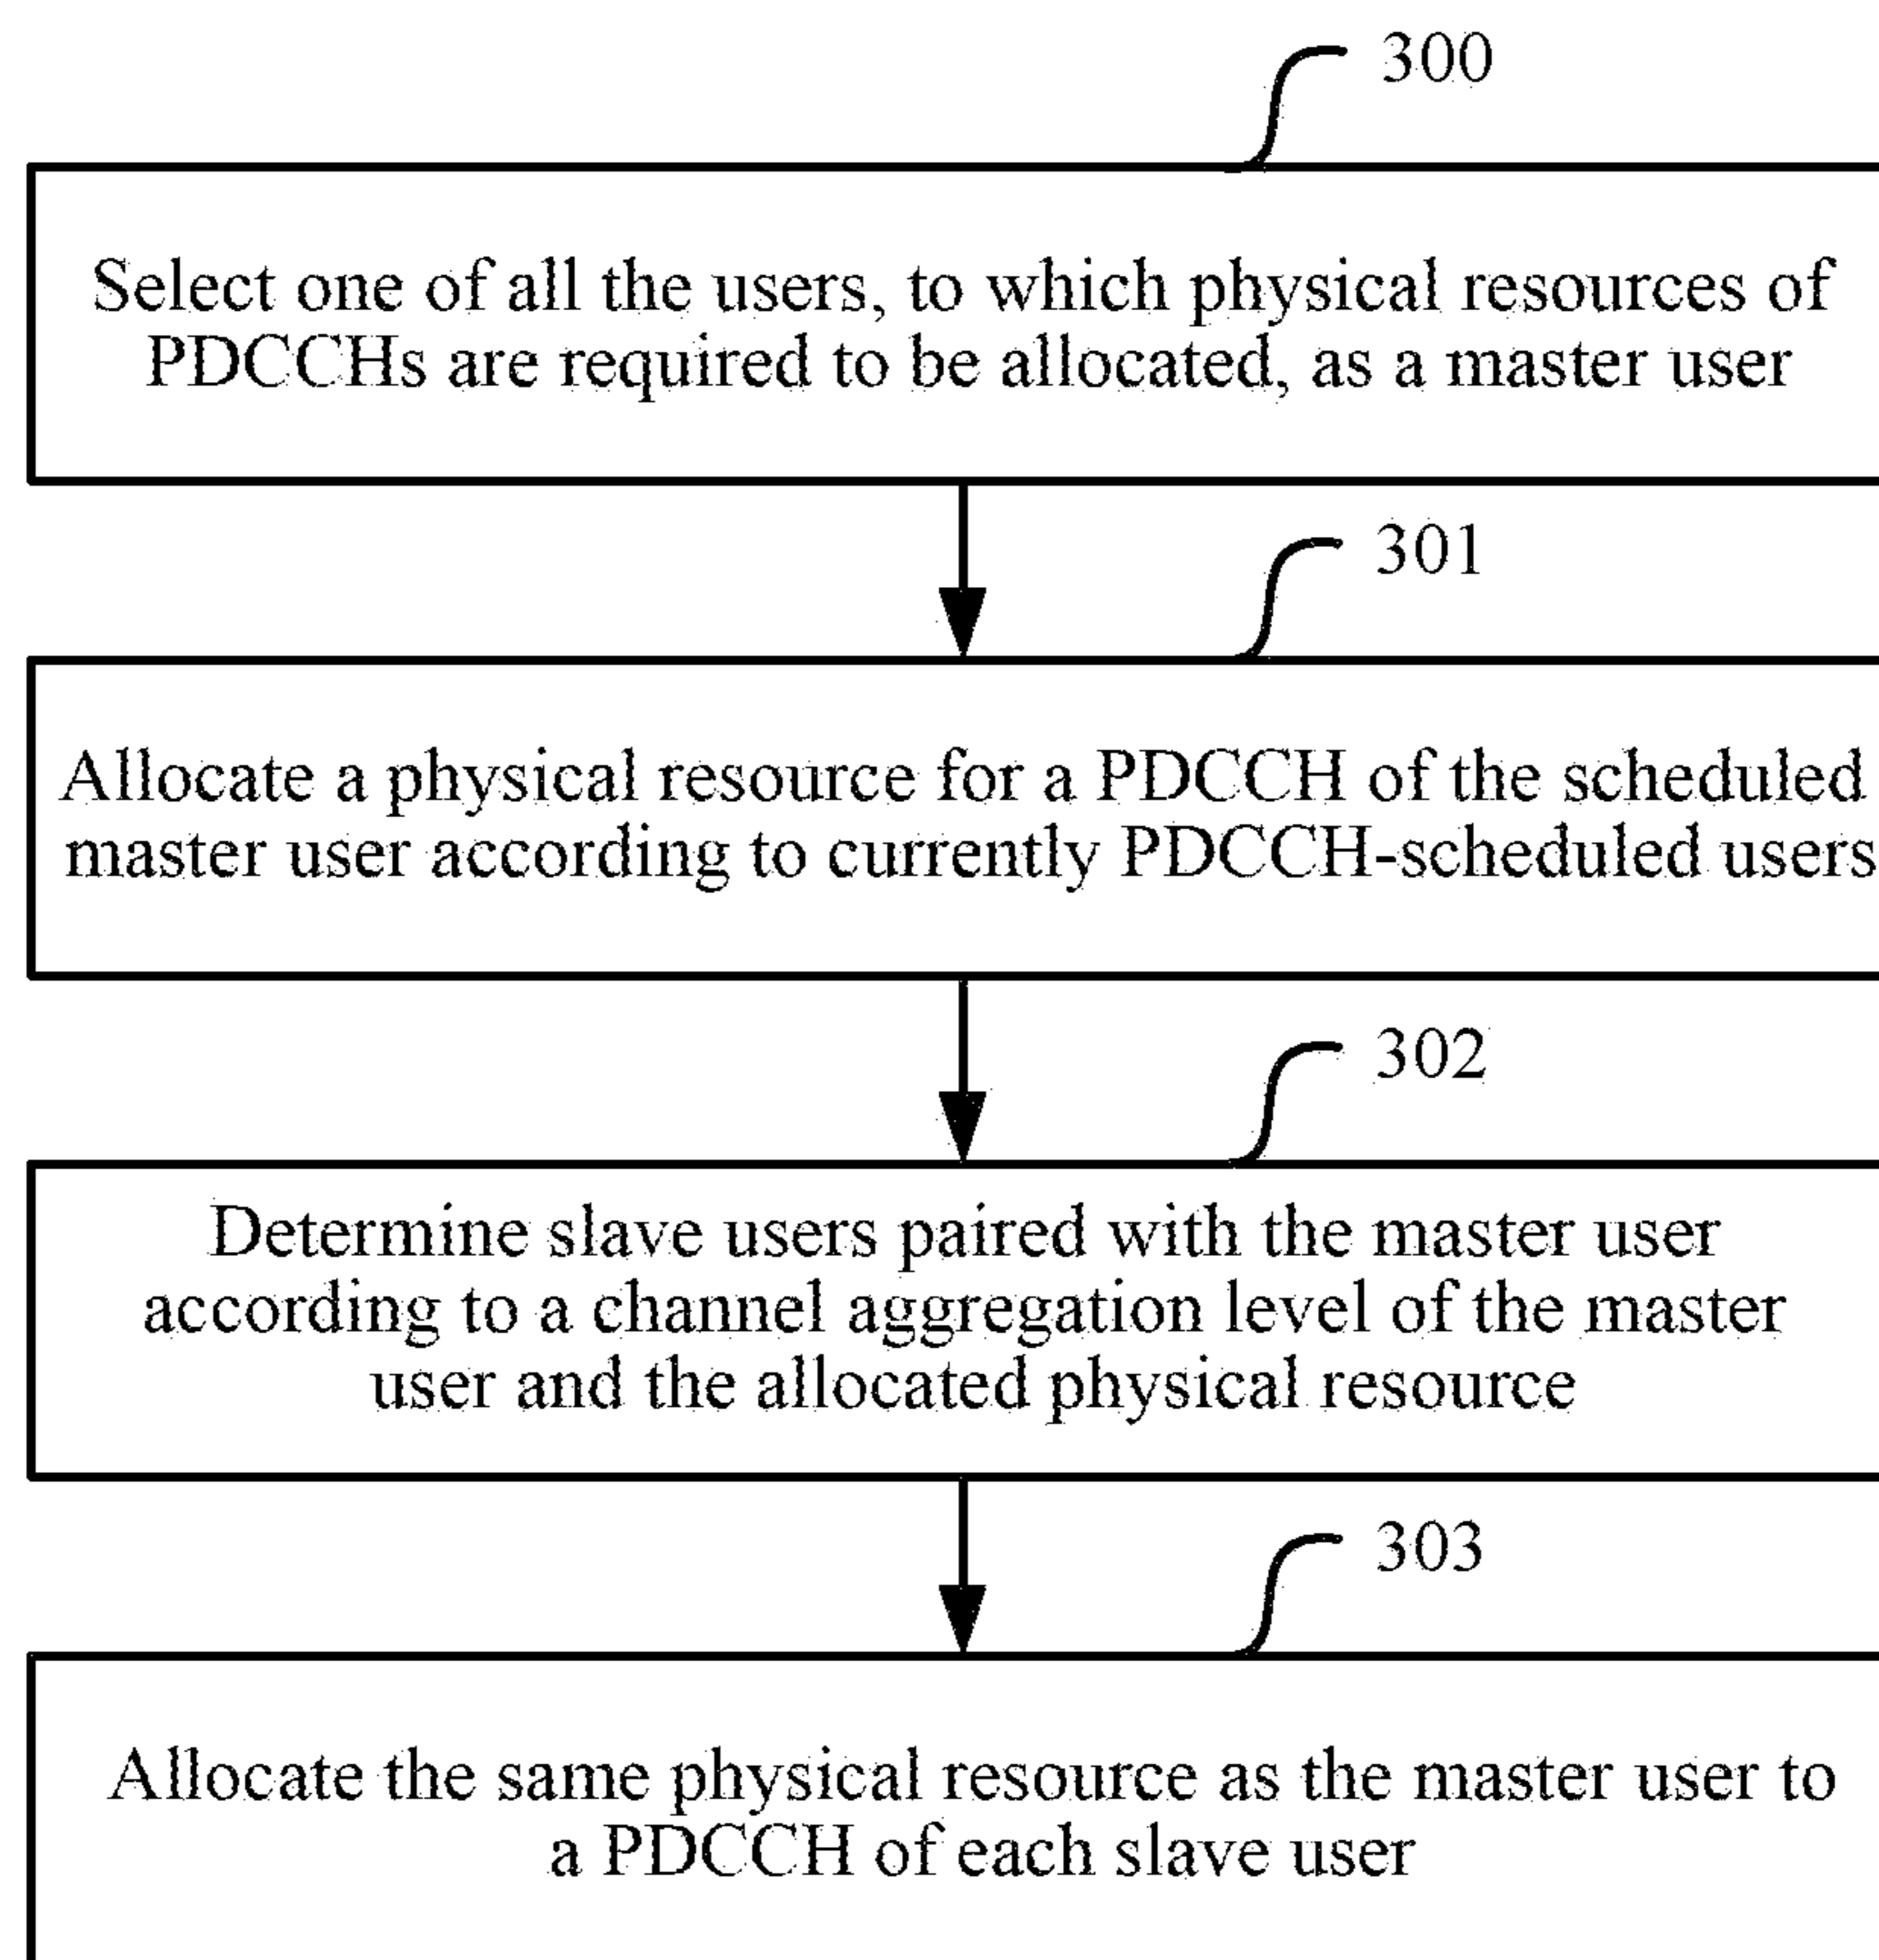 300
Select one of all the users, to which physical resources of
PDCCHs are required to be allocated, as a master user
301
Allocate a physical resource for a PDCCH of the scheduled
master user according to currently PDCCH-scheduled users
302
Determine slave users paired with the master user
according to a channel aggregation level of the master
user and the allocated physical resource
303
Allocate the same physical resource as the master user to
a PDCCH of each slave user